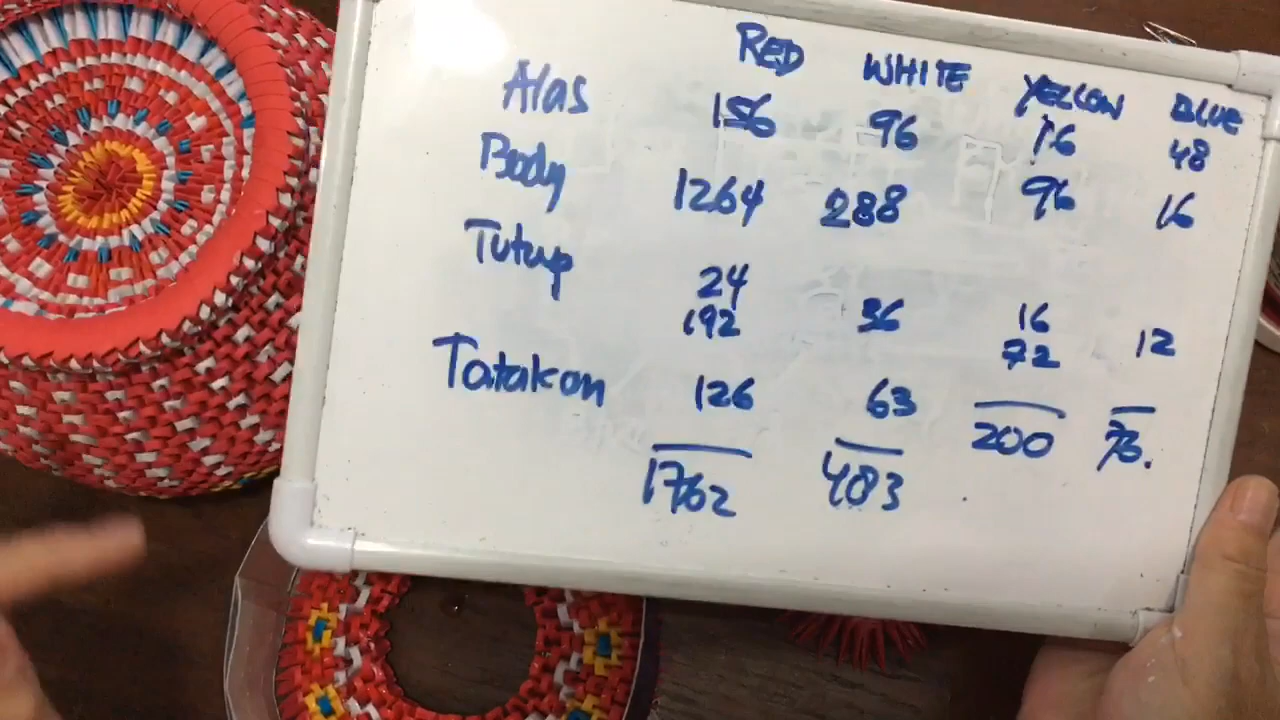 RED WHITE YELLOW BLUE
Alas 156 96 16 48
Body 1264 288 96 16
Tutup 24 16
192 36 72 12
Tatakan 126 63
1762 483 200 76.